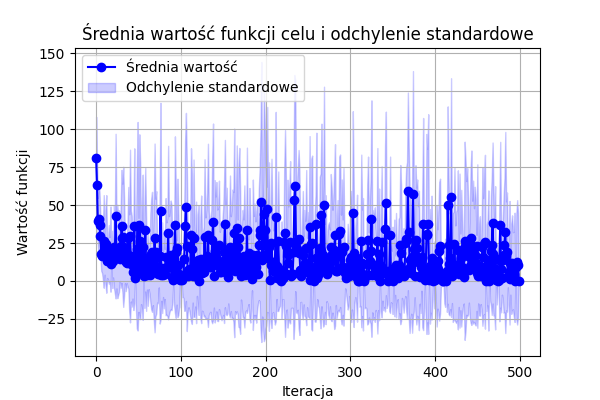 Średnia wartość funkcji celu i odchylenie standardowe
Średnia wartość
Odchylenie standardowe
Wartość funkcji
150
125
100
75
50
25
0
−25
0 100 200 300 400 500
Iteracja